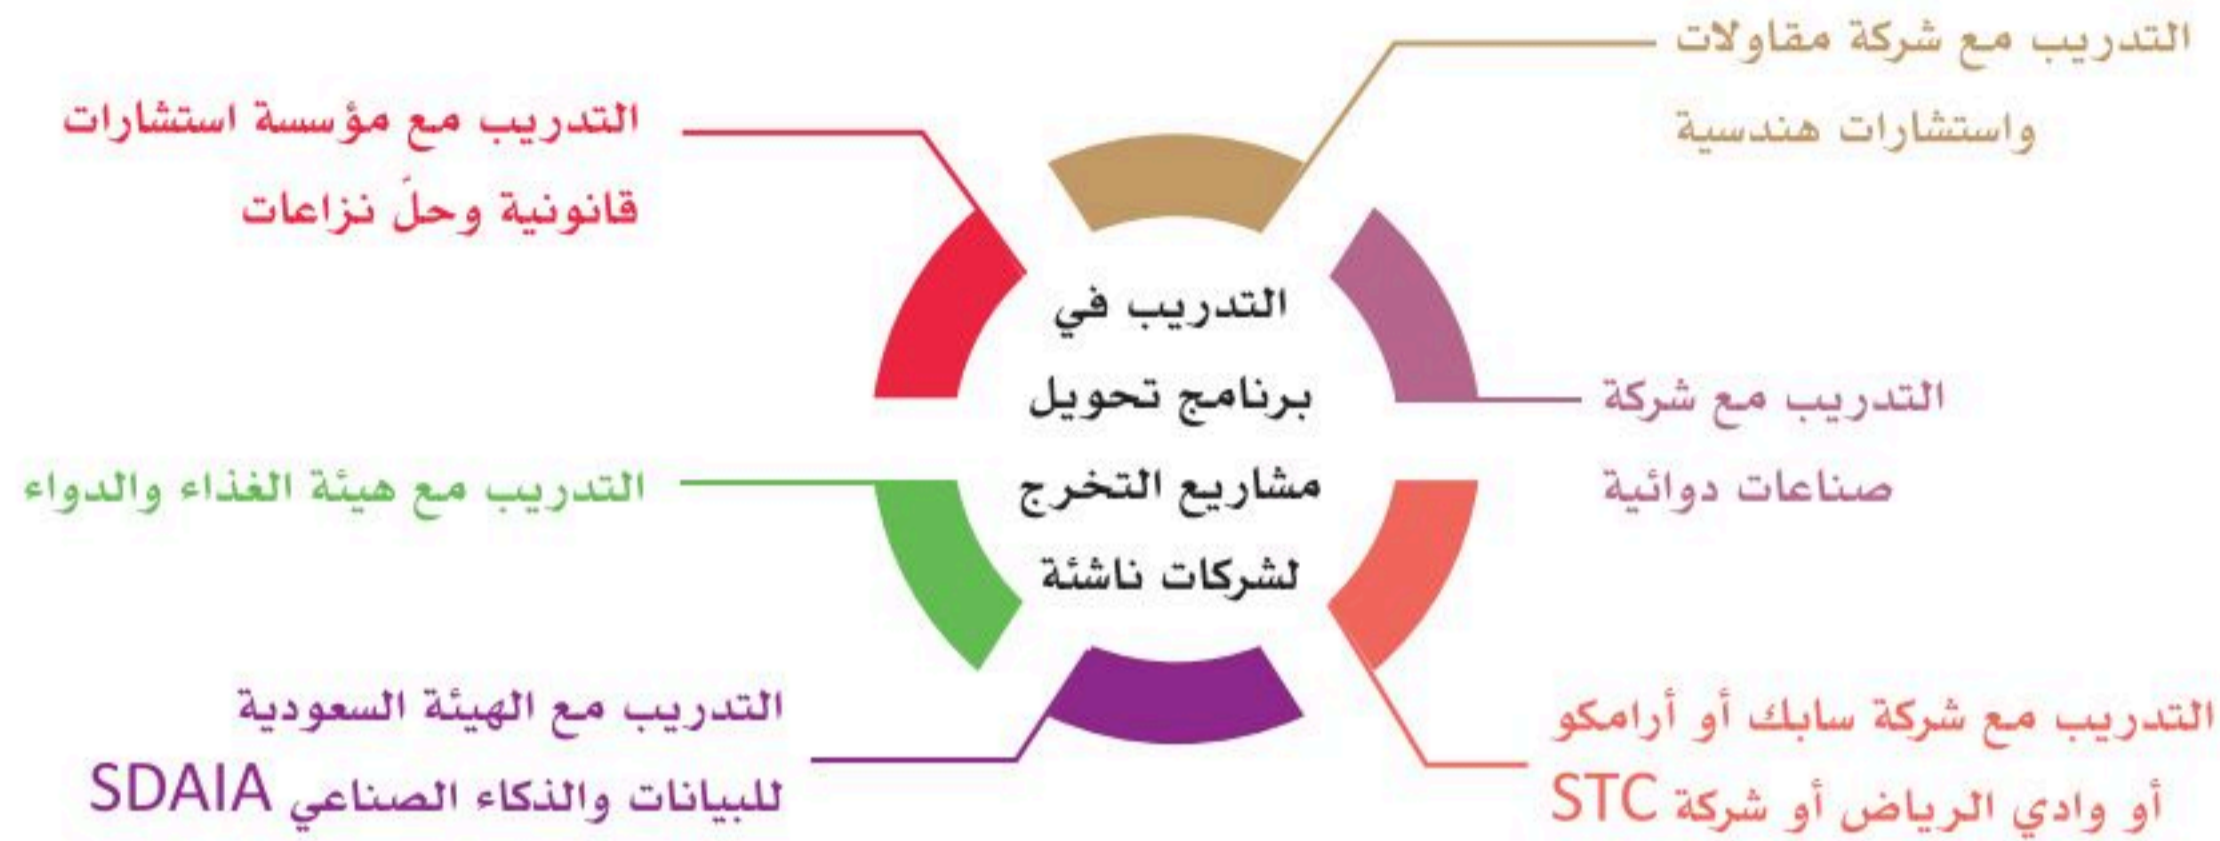 التدريب مع شركة مقاولات
واستشارات هندسية
التدريب مع مؤسسة استشارات
قانونية وحلّ نزاعات
التدريب في
برنامج تحويل
مشاريع التخرج
لشركات ناشئة
التدريب مع شركة
صناعات دوائية
التدريب مع هيئة الغذاء والدواء
التدريب مع شركة سابك أو أرامكو
أو وادي الرياض أو شركة STC
التدريب مع الهيئة السعودية
للبيانات والذكاء الصناعي SDAIA